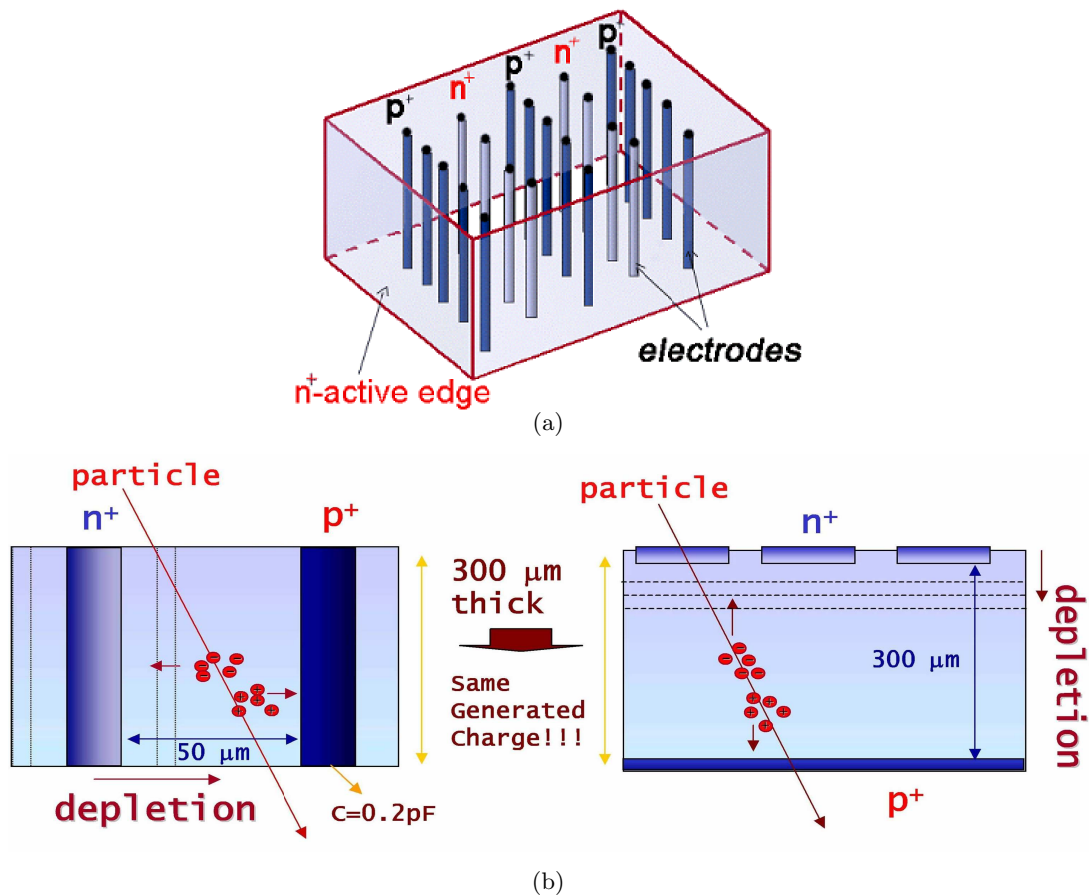 p⁺
n⁺
p⁺
n⁺
p⁺
electrodes
n⁺-active edge
(a)
particle
n⁺
p⁺
50 μm
depletion
C=0.2pF
300 μm
thick
Same
Generated
Charge!!!
particle
n⁺
300 μm
depletion
p⁺
(b)